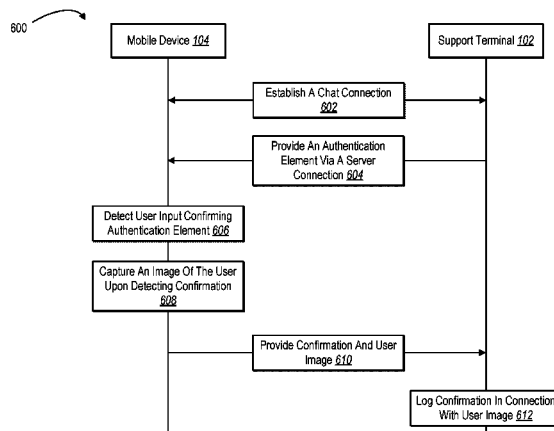 600
Mobile Device 104
Support Terminal 102
Establish A Chat Connection
602
Provide An Authentication
Element Via A Server
Connection 604
Detect User Input Confirming
Authentication Element 606
Capture An Image Of The User
Upon Detecting Confirmation
608
Provide Confirmation And User
Image 610
Log Confirmation In Connection
With User Image 612